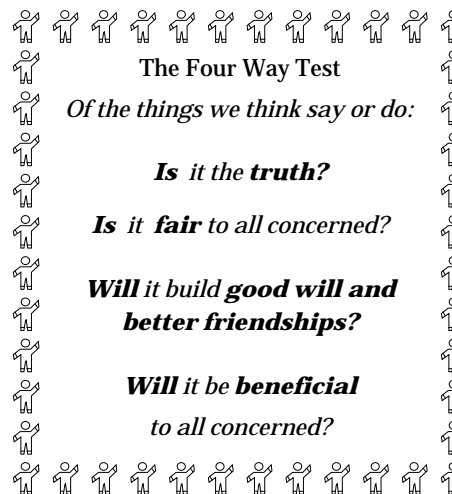 The Four Way Test
Of the things we think say or do:
Is it the truth?
Is it fair to all concerned?
Will it build good will and
better friendships?
Will it be beneficial
to all concerned?